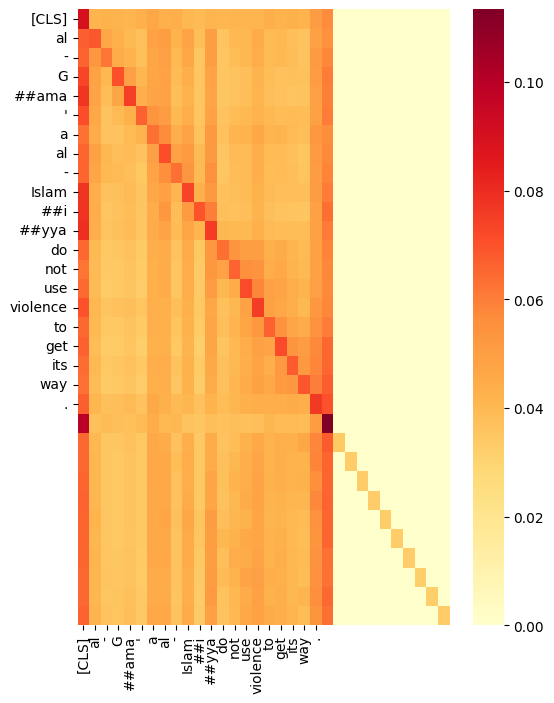 [CLS]
al
-
G
##ama
'
a
al
-
Islam
##i
##yya
do
not
use
violence
to
get
its
way
.
[CLS]
al
-
G
##ama
'
a
al
-
Islam
##i
##yya
do
not
use
violence
to
get
its
way
.
0.10
0.08
0.06
0.04
0.02
0.00